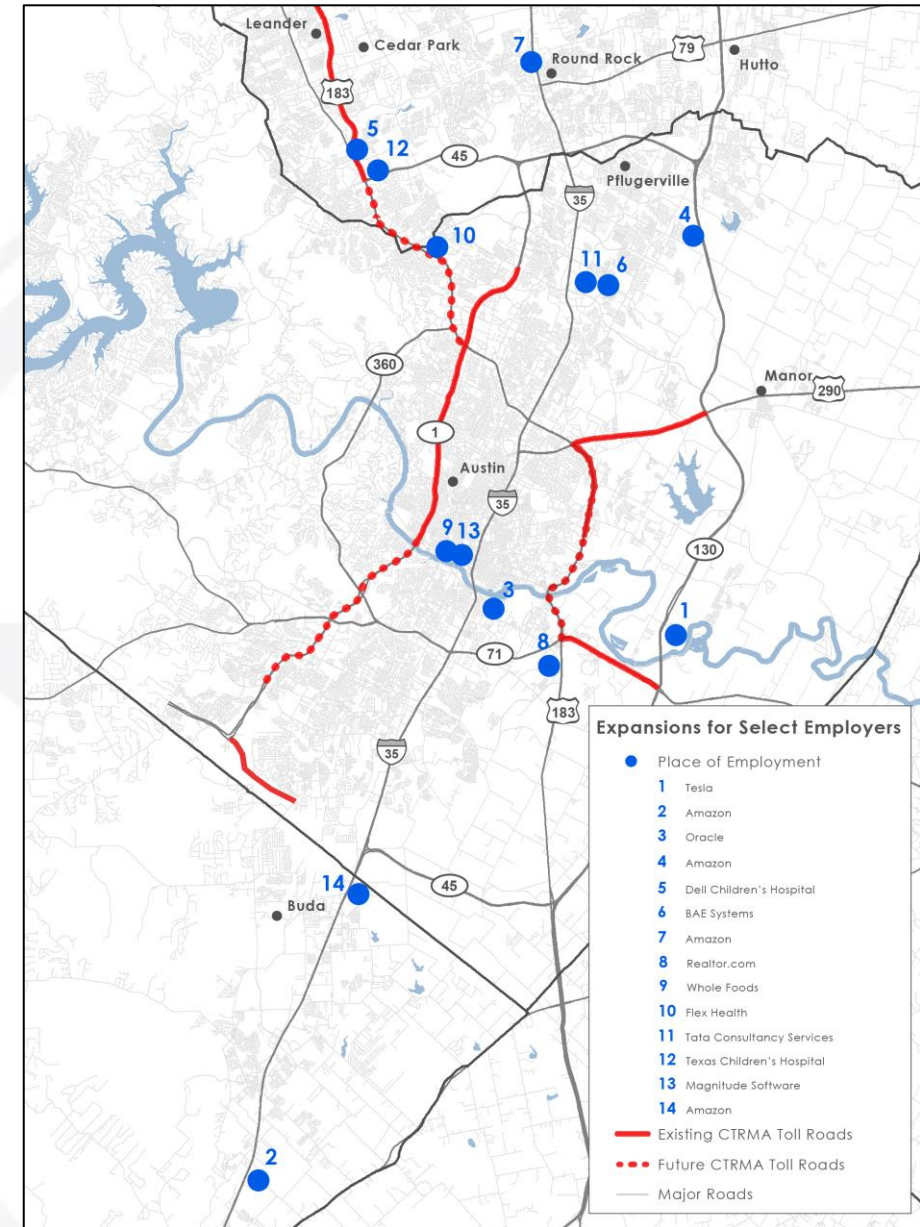 Leander
Cedar Park
7
Round Rock
79
Hutto
183
5
12
45
Pflugerville
35
4
10
11
6
360
Manor
290
1
Austin
35
9
13
130
3
1
71
8
183
35
14
45
Buda
2
Expansions for Select Employers
Place of Employment
1 Tesla
2 Amazon
3 Oracle
4 Amazon
5 Dell Children's Hospital
6 BAE Systems
7 Amazon
8 Realtor.com
9 Whole Foods
10 Flex Health
11 Tata Consultancy Services
12 Texas Children's Hospital
13 Magnitude Software
14 Amazon
Existing CTRMA Toll Roads
Future CTRMA Toll Roads
Major Roads